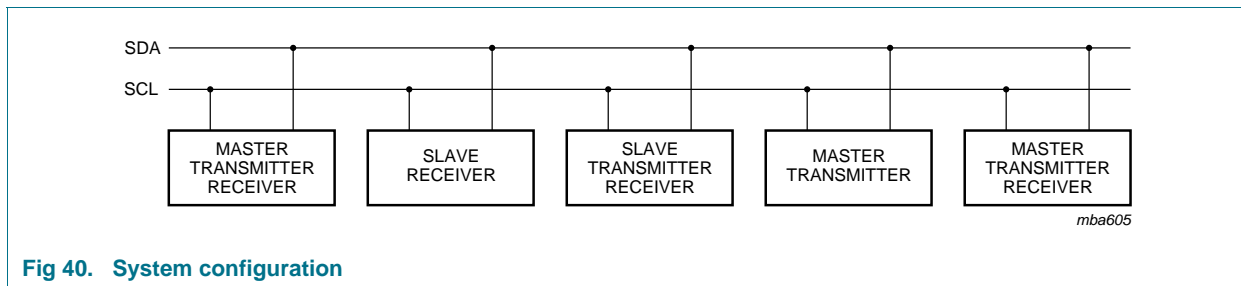 SDA
SCL
MASTER
TRANSMITTER
RECEIVER
SLAVE
RECEIVER
SLAVE
TRANSMITTER
RECEIVER
MASTER
TRANSMITTER
MASTER
TRANSMITTER
RECEIVER
mba605
Fig 40. System configuration